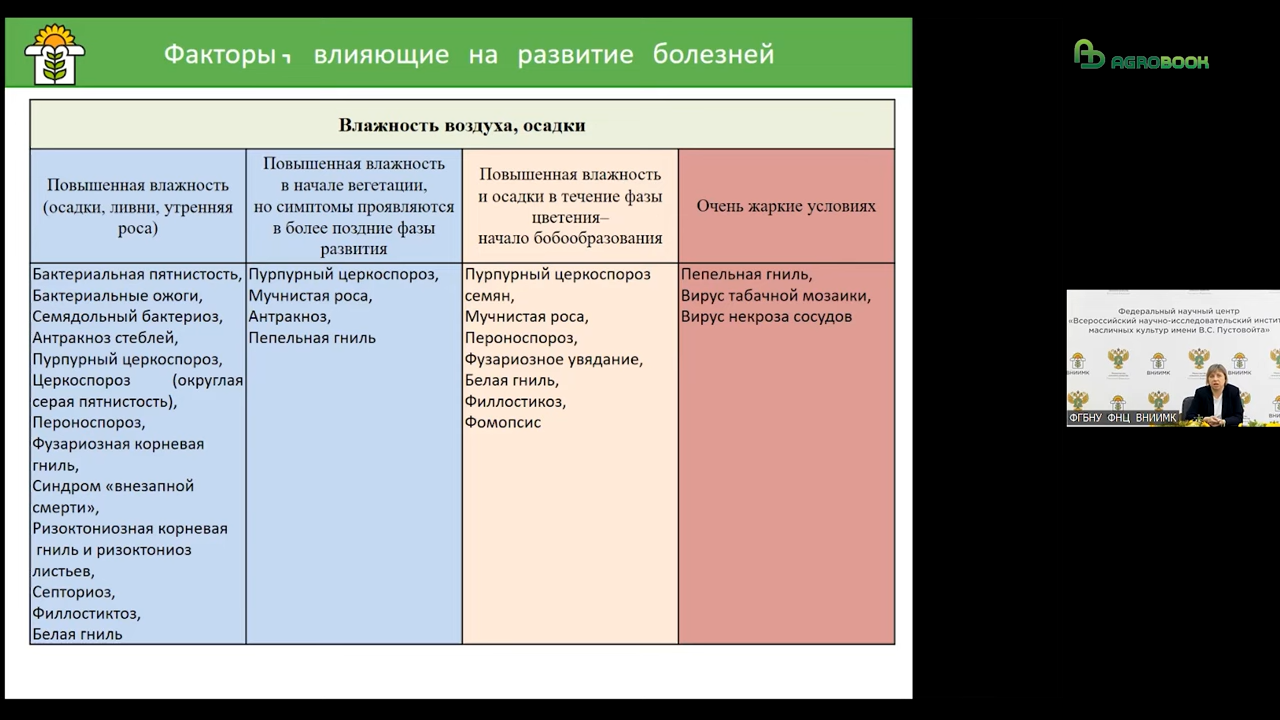 Факторы, влияющие на развитие болезней
AGROBOOK
Влажность воздуха, осадки
Повышенная влажность
(осадки, ливни, утренняя
роса)
Повышенная влажность
в начале вегетации,
но симптомы проявляются
в более поздние фазы
развития
Повышенная влажность
и осадки в течение фазы
цветения–
начало бобообразования
Очень жаркие условиях
Бактериальная пятнистость,
Бактериальные ожоги,
Семядольный бактериоз,
Антракноз стеблей,
Пурпурный церкоспороз,
Церкоспороз (округлая
серая пятнистость),
Пероноспороз,
Фузариозная корневая
гниль,
Синдром «внезапной
смерти»,
Ризоктониозная корневая
гниль и ризоктониоз
листьев,
Септориоз,
Филлостиктоз,
Белая гниль
Пурпурный церкоспороз,
Мучнистая роса,
Антракноз,
Пепельная гниль
Пурпурный церкоспороз
семян,
Мучнистая роса,
Пероноспороз,
Фузариозное увядание,
Белая гниль,
Филлостикоз,
Фомопсис
Пепельная гниль,
Вирус табачной мозаики,
Вирус некроза сосудов
Федеральный научный центр
«Всероссийский научно-исследовательский инстит
масличных культур имени В.С. Пустовойта»
ВНИИМК
ВНИИМК
ФГБНУ ФНЦ ВНИИМК